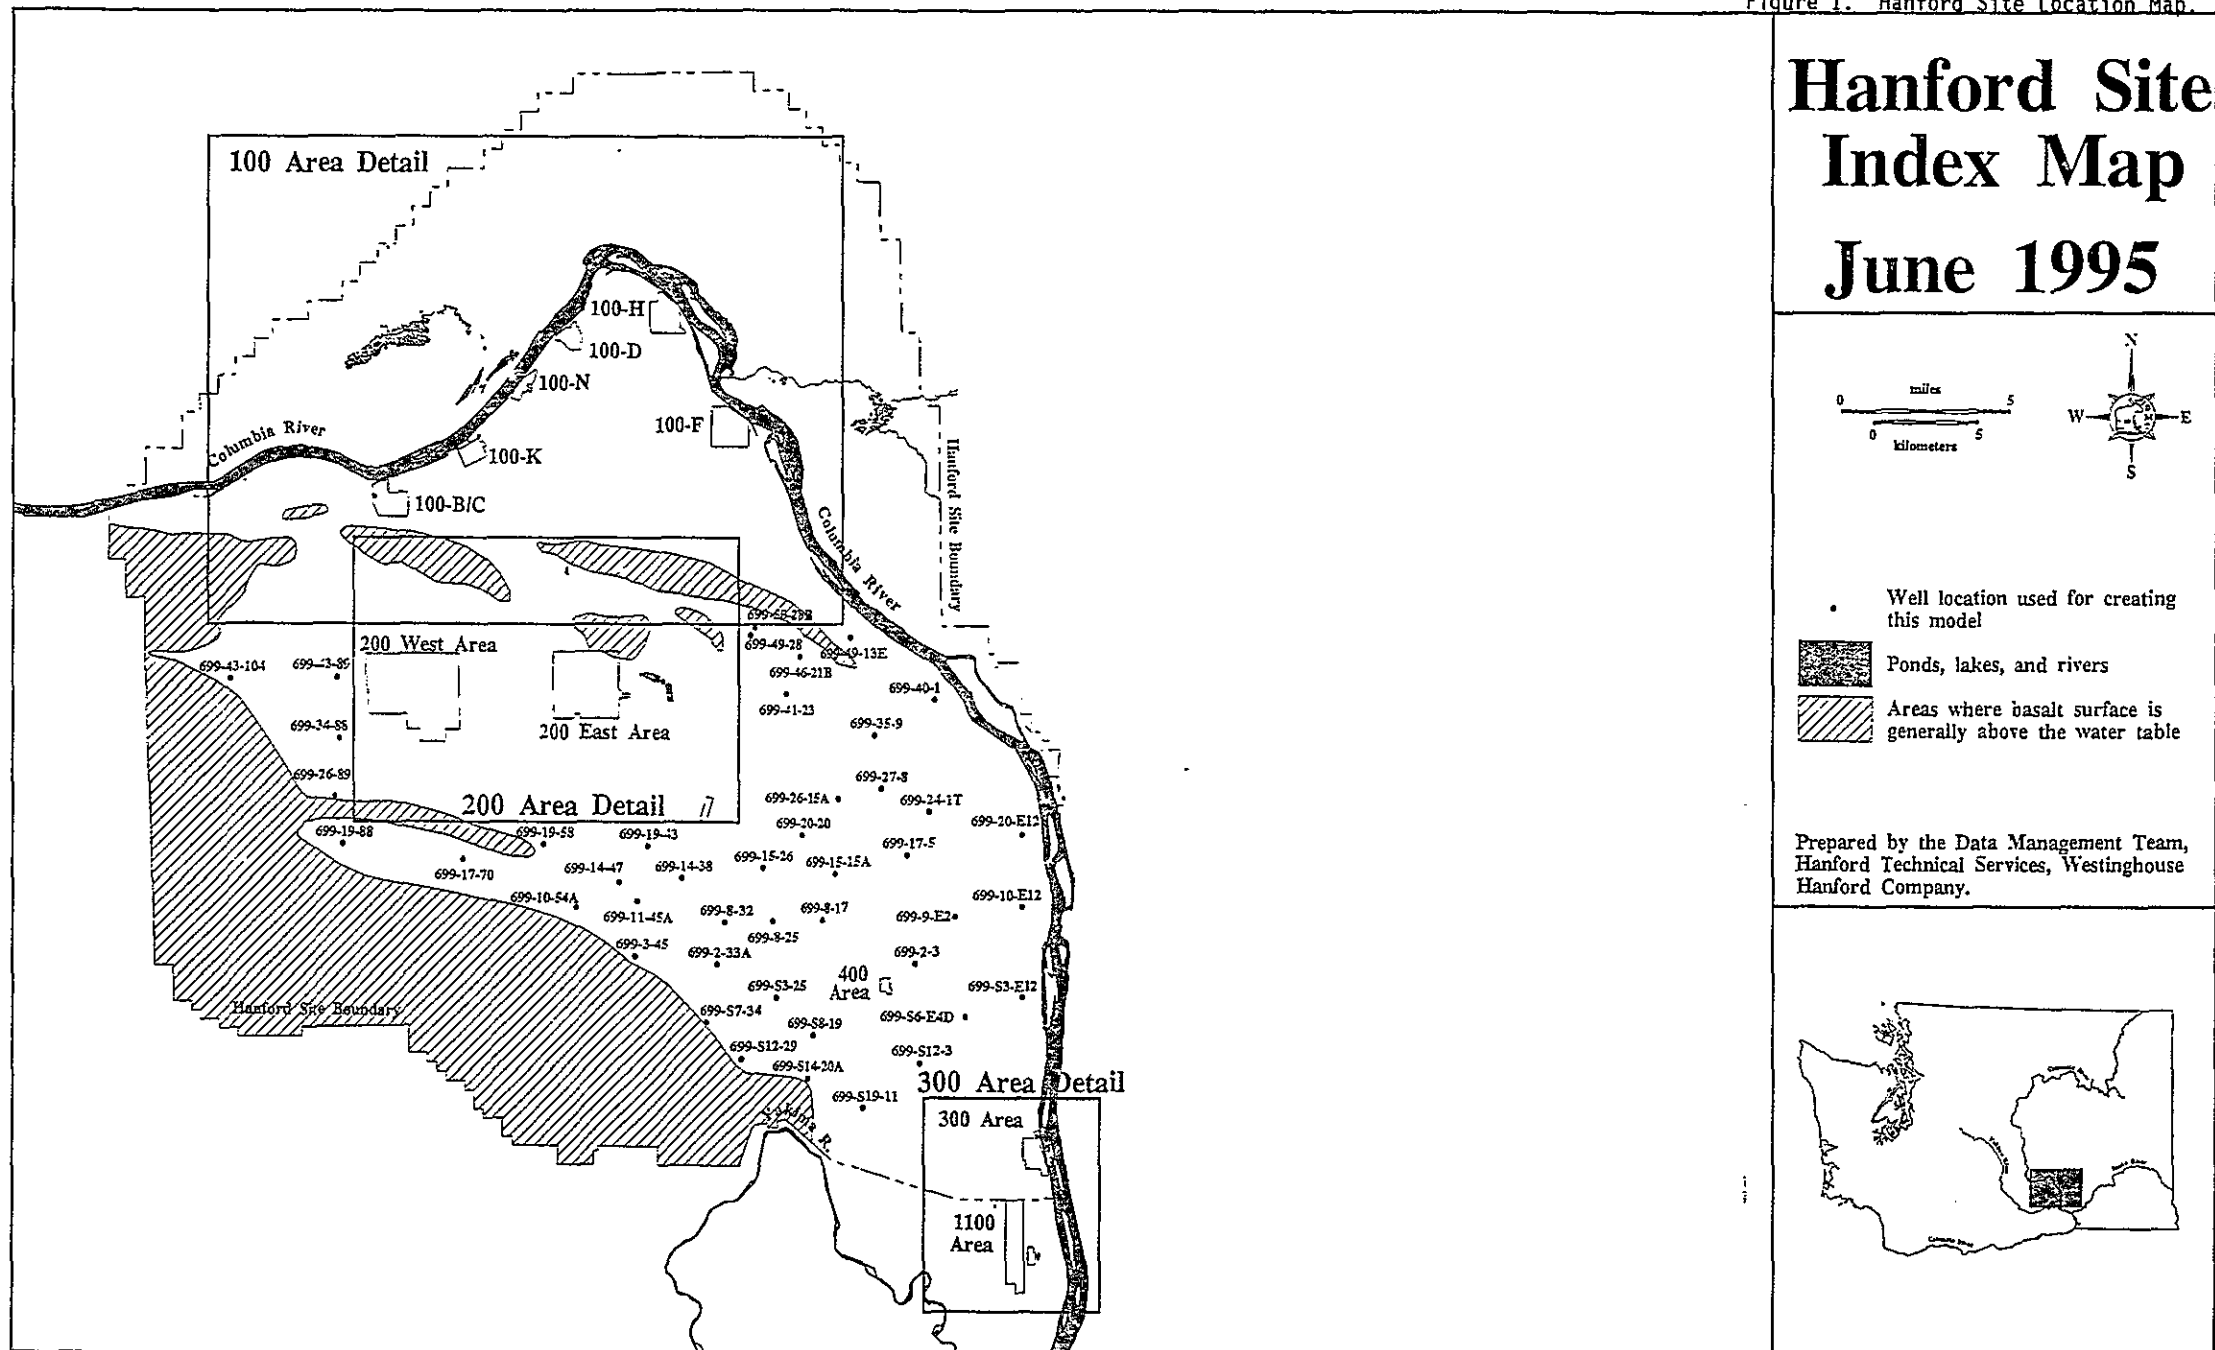 Figure 1. Hanford Site Location Map.
Hanford Site
Index Map
June 1995
N
W
E
S
miles
0
5
0
5
kilometers
Well location used for creating
this model
Ponds, lakes, and rivers
Areas where basalt surface is
generally above the water table
Prepared by the Data Management Team,
Hanford Technical Services, Westinghouse
Hanford Company.
100 Area Detail
100-H
100-D
100-N
100-F
100-K
100-B/C
Columbia River
Columbia River
Hanford Site Boundary
200 West Area
200 East Area
200 Area Detail
699-49-28
699-46-21B
699-43-104
699-40-1
699-41-23
699-35-9
699-34-88
699-26-89
699-27-8
699-26-15A
699-24-1T
699-20-20
699-20-E12
699-19-88
699-19-58
699-19-43
699-17-5
699-15-26
699-15-15A
699-14-47
699-14-38
699-17-70
699-10-54A
699-10-E12
699-11-45A
699-8-32
699-8-17
699-9-E2
699-8-25
699-3-45
699-2-33A
699-2-3
400
Area
699-S3-25
699-S3-E12
699-S7-34
699-S8-19
699-S6-E4D
699-S12-29
699-S12-3
699-S14-20A
699-S19-11
Hanford Site Boundary
Yakima R.
300 Area Detail
300 Area
1100
Area